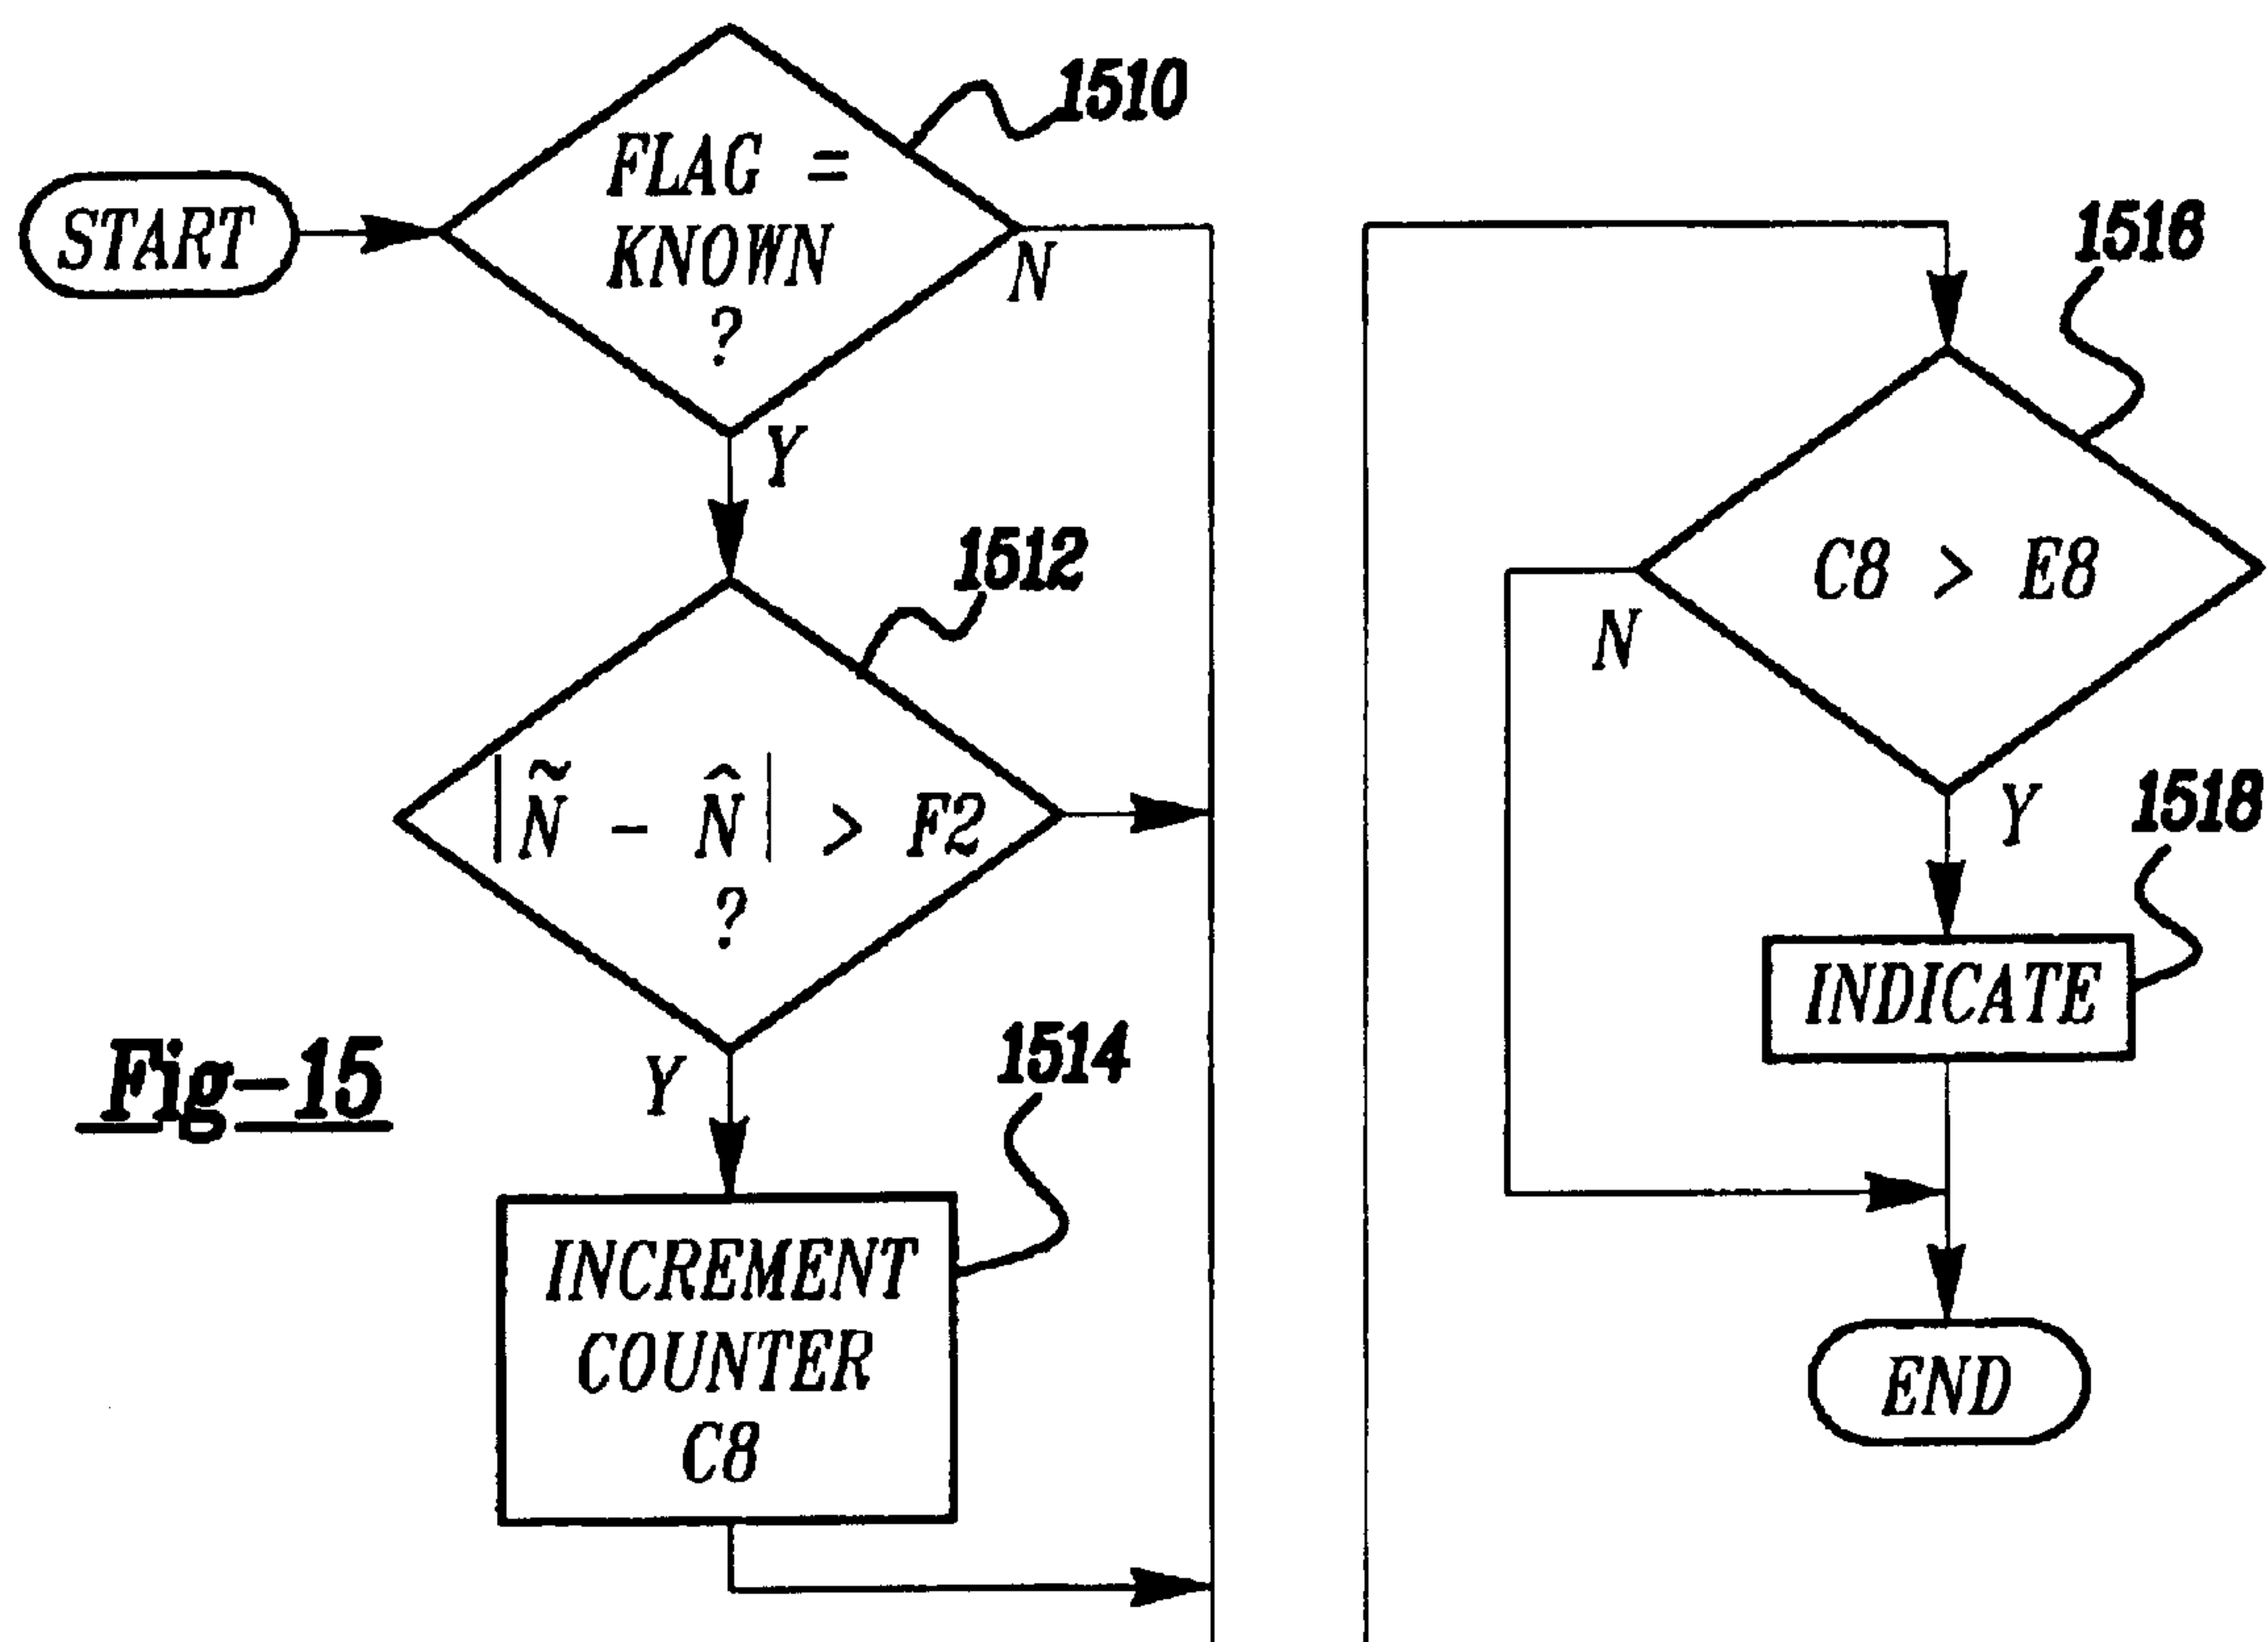 START
FLAG =
KNOWN
?
1510
N
Y
1512
|Ñ - N̂| > F2
?
Y
1514
INCREMENT
COUNTER
C8
Fig-15
1516
C8 > E8
N
Y
1518
INDICATE
END